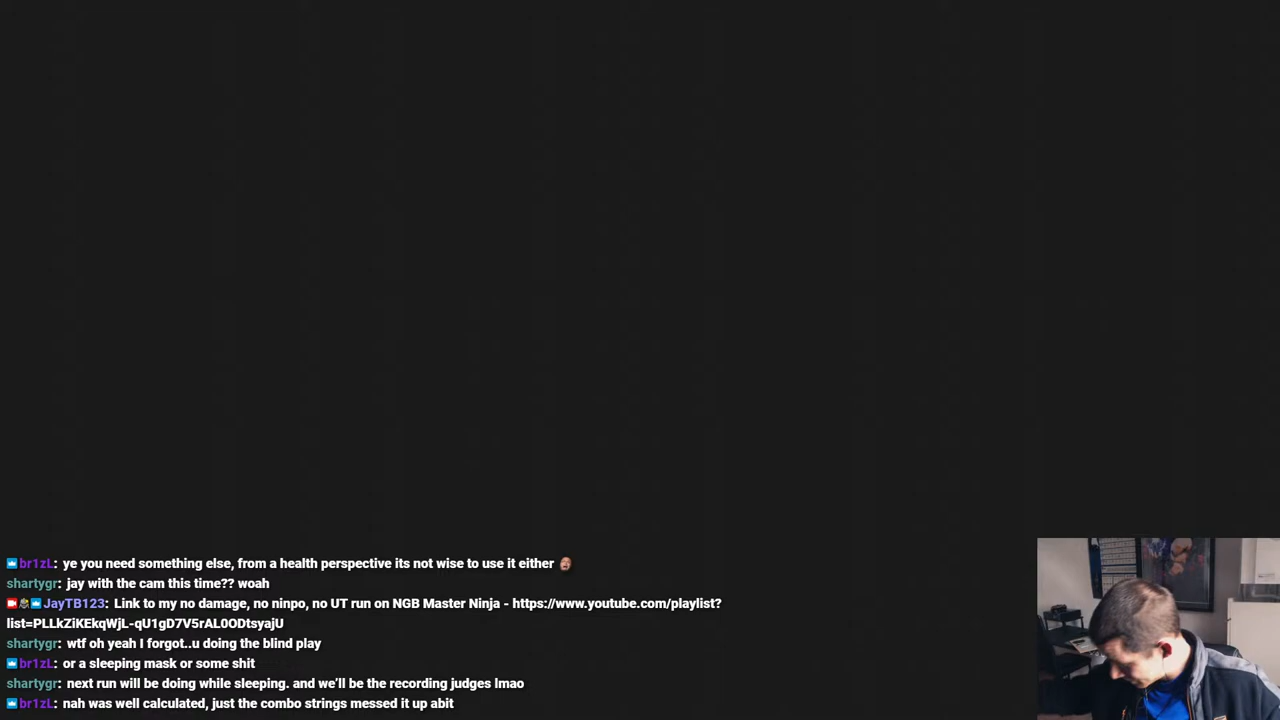 br1zL: ye you need something else, from a health perspective its not wise to use it either
shartygr: jay with the cam this time?? woah
JayTB123: Link to my no damage, no ninpo, no UT run on NGB Master Ninja - https://www.youtube.com/playlist?
list=PLLkZiKEkqWjL-qU1gD7V5rAL0ODtsyajU
shartygr: wtf oh yeah I forgot..u doing the blind play
br1zL: or a sleeping mask or some shit
shartygr: next run will be doing while sleeping. and we'll be the recording judges lmao
br1zL: nah was well calculated, just the combo strings messed it up abit